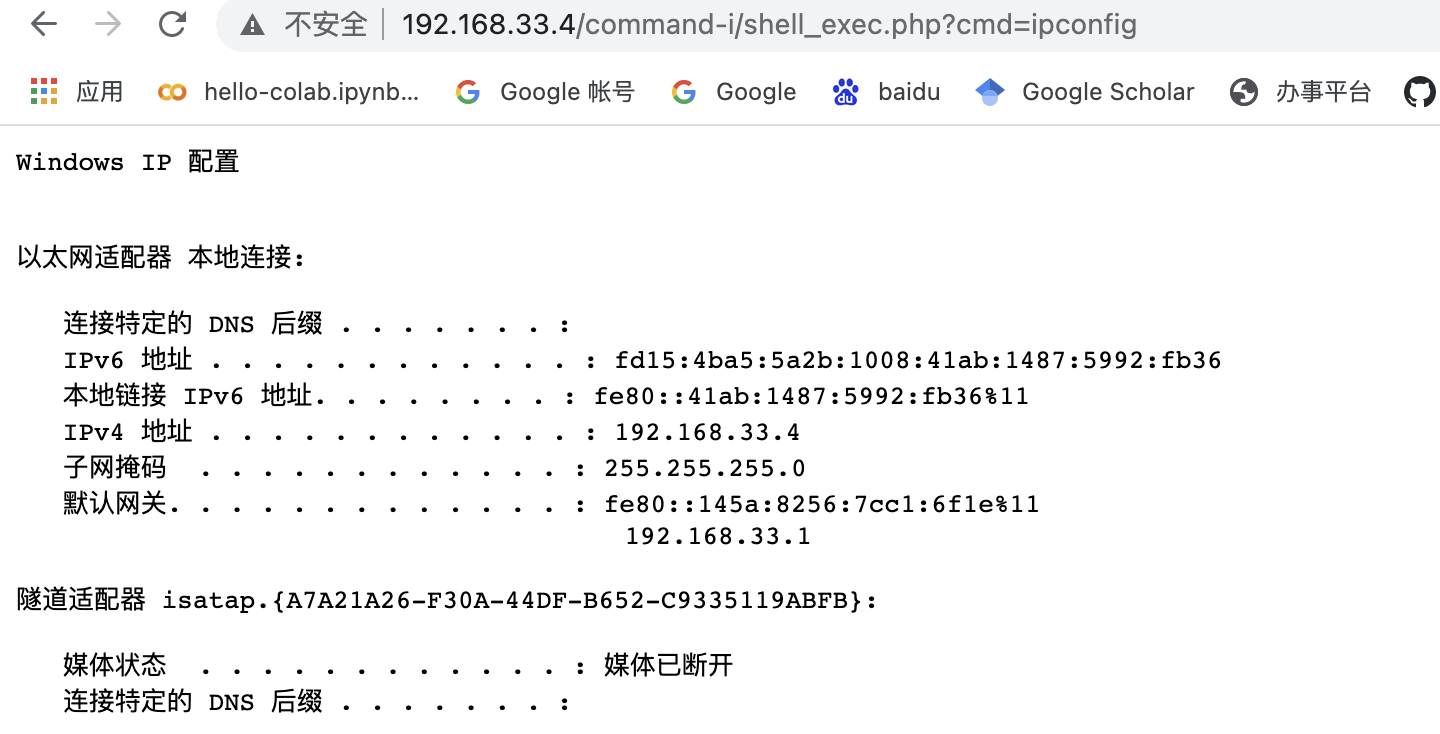 不安全 192.168.33.4/command-i/shell_exec.php?cmd=ipconfig
应用 hello-colab.ipynb... Google 帐号 Google baidu Google Scholar 办事平台
Windows IP 配置
以太网适配器 本地连接:
连接特定的 DNS 后缀 . . . . . . . :
IPv6 地址 . . . . . . . . . . . . : fd15:4ba5:5a2b:1008:41ab:1487:5992:fb36
本地链接 IPv6 地址. . . . . . . . : fe80::41ab:1487:5992:fb36%11
IPv4 地址 . . . . . . . . . . . . : 192.168.33.4
子网掩码  . . . . . . . . . . . . : 255.255.255.0
默认网关. . . . . . . . . . . . . : fe80::145a:8256:7cc1:6f1e%11
192.168.33.1
隧道适配器 isatap.{A7A21A26-F30A-44DF-B652-C9335119ABFB}:
媒体状态  . . . . . . . . . . . . : 媒体已断开
连接特定的 DNS 后缀 . . . . . . . :